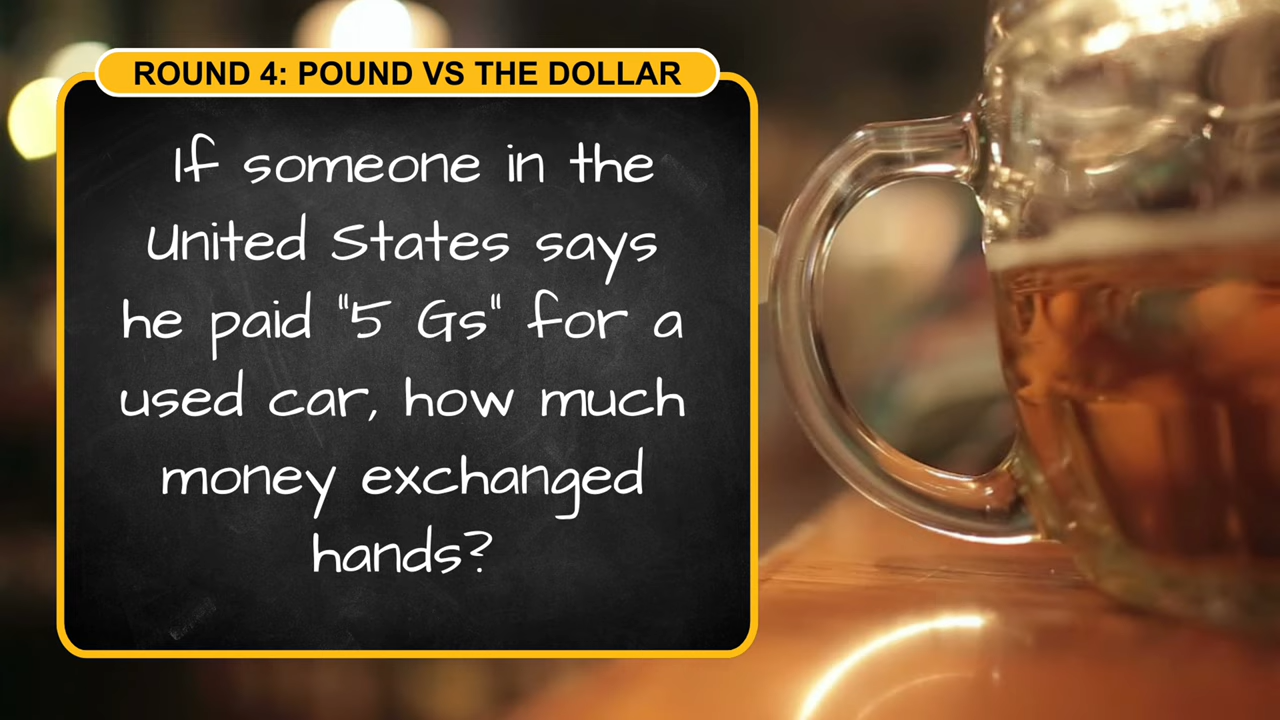 ROUND 4: POUND VS THE DOLLAR
If someone in the
United States says
he paid "5 Gs" for a
used car, how much
money exchanged
hands?